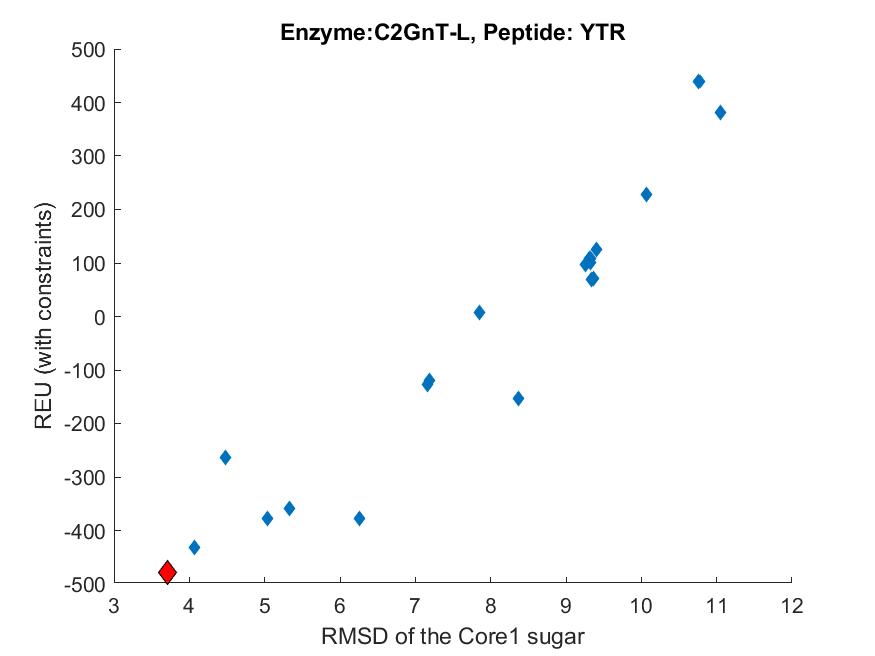 Enzyme:C2GnT-L, Peptide: YTR
500
400
300
200
100
0
-100
-200
-300
-400
-500
REU (with constraints)
3 4 5 6 7 8 9 10 11 12
RMSD of the Core1 sugar